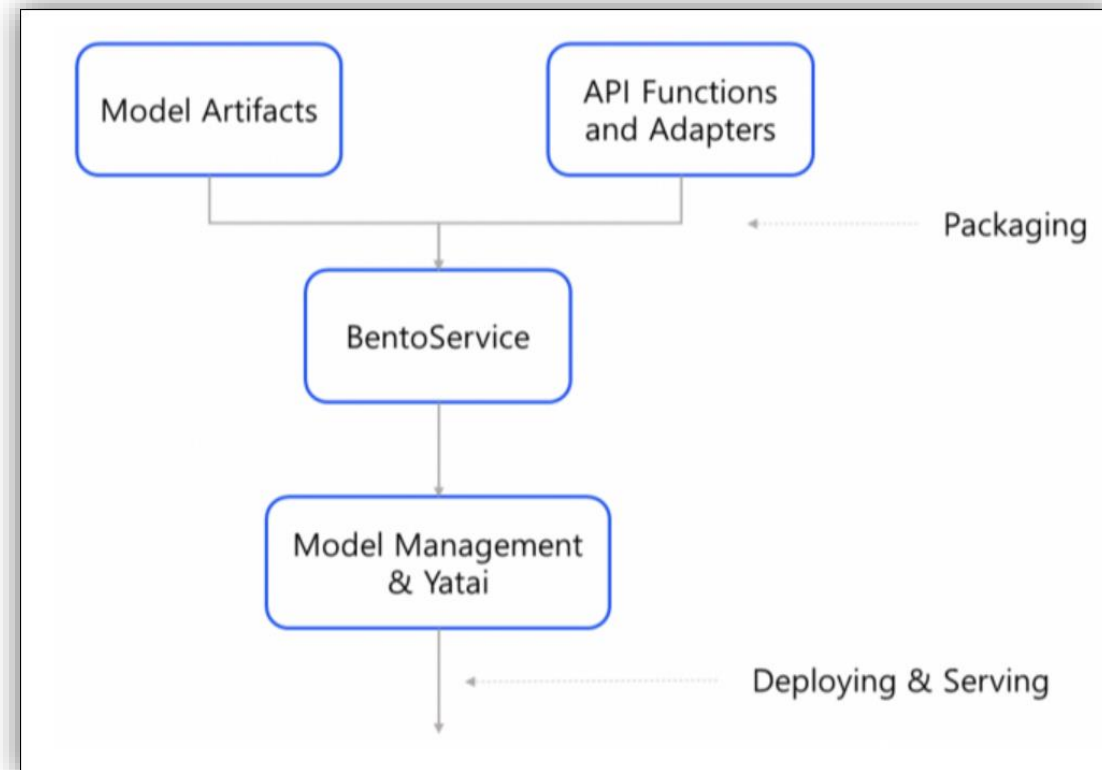 Model Artifacts
API Functions
and Adapters
Packaging
BentoService
Model Management
& Yatai
Deploying & Serving